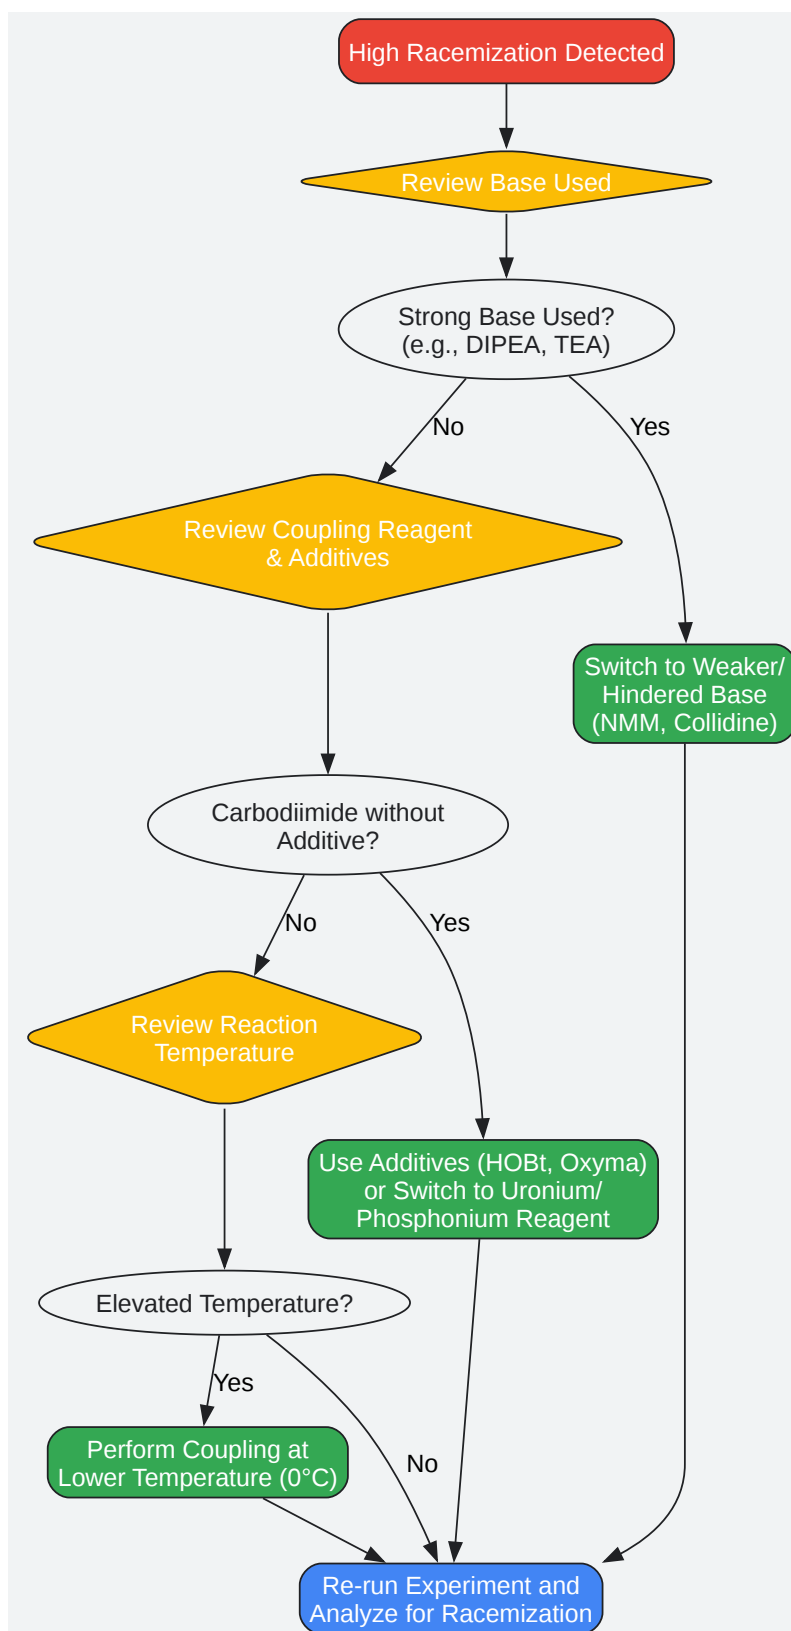 High Racemization Detected
Review Base Used
Strong Base Used?
(e.g., DIPEA, TEA)
No
Yes
Review Coupling Reagent
& Additives
Switch to Weaker/
Hindered Base
(NMM, Collidine)
Carbodiimide without
Additive?
No
Yes
Review Reaction
Temperature
Use Additives (HOBt, Oxyma)
or Switch to Uronium/
Phosphonium Reagent
Elevated Temperature?
Yes
Perform Coupling at
Lower Temperature (0°C)
No
Re-run Experiment and
Analyze for Racemization